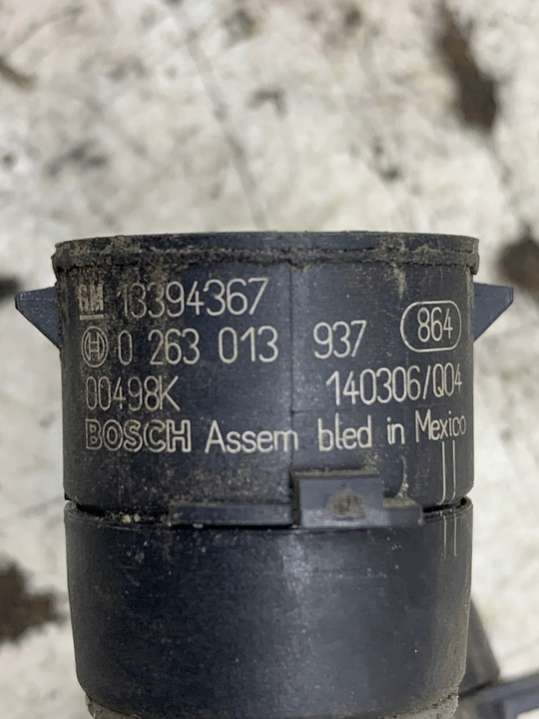 GM 13394367
H 0 263 013 937 864
00498K 140306/Q04
BOSCH Assem bled in Mexico